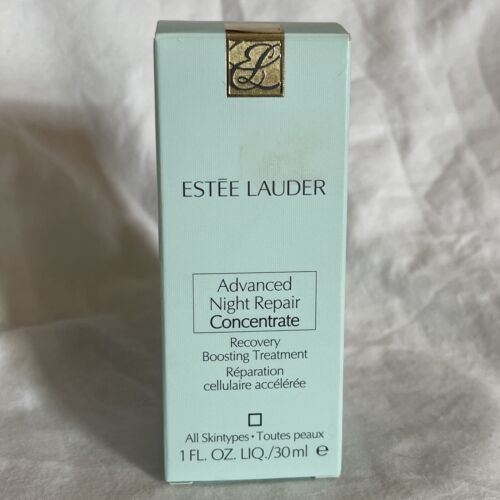 EL
ESTĒE LAUDER
Advanced
Night Repair
Concentrate
Recovery
Boosting Treatment
Réparation
cellulaire accélérée
All Skintypes • Toutes peaux
1 FL. OZ. LIQ./30 ml ℮